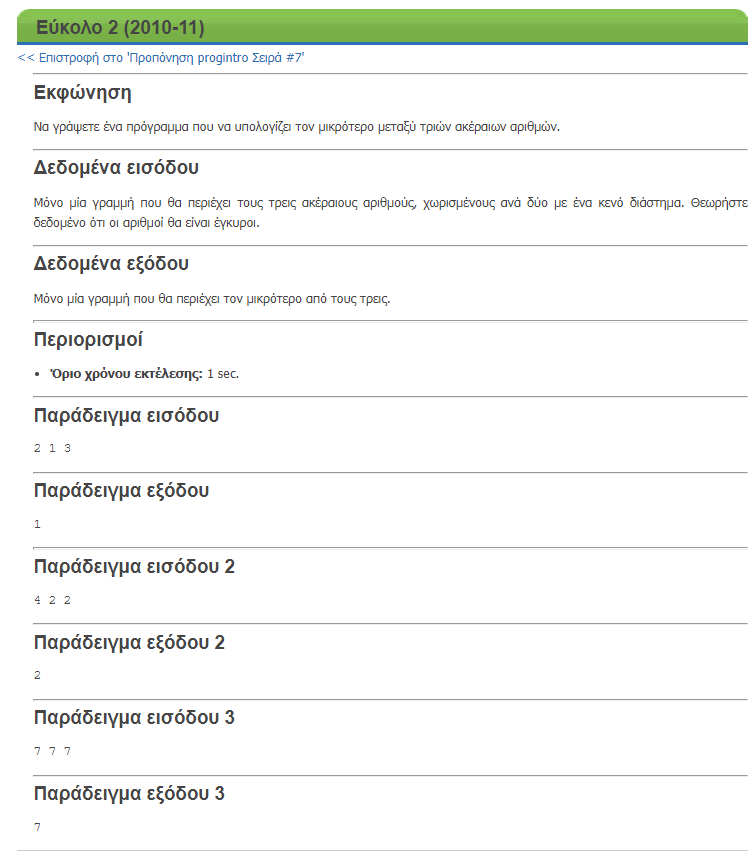 Εύκολο 2 (2010-11)
<< Επιστροφή στο 'Προπόνηση progintro Σειρά #7'
Εκφώνηση
Να γράψετε ένα πρόγραμμα που να υπολογίζει τον μικρότερο μεταξύ τριών ακέραιων αριθμών.
Δεδομένα εισόδου
Μόνο μία γραμμή που θα περιέχει τους τρεις ακέραιους αριθμούς, χωρισμένους ανά δύο με ένα κενό διάστημα. Θεωρήστε
δεδομένο ότι οι αριθμοί θα είναι έγκυροι.
Δεδομένα εξόδου
Μόνο μία γραμμή που θα περιέχει τον μικρότερο από τους τρεις.
Περιορισμοί
• Όριο χρόνου εκτέλεσης: 1 sec.
Παράδειγμα εισόδου
2 1 3
Παράδειγμα εξόδου
1
Παράδειγμα εισόδου 2
4 2 2
Παράδειγμα εξόδου 2
2
Παράδειγμα εισόδου 3
7 7 7
Παράδειγμα εξόδου 3
7